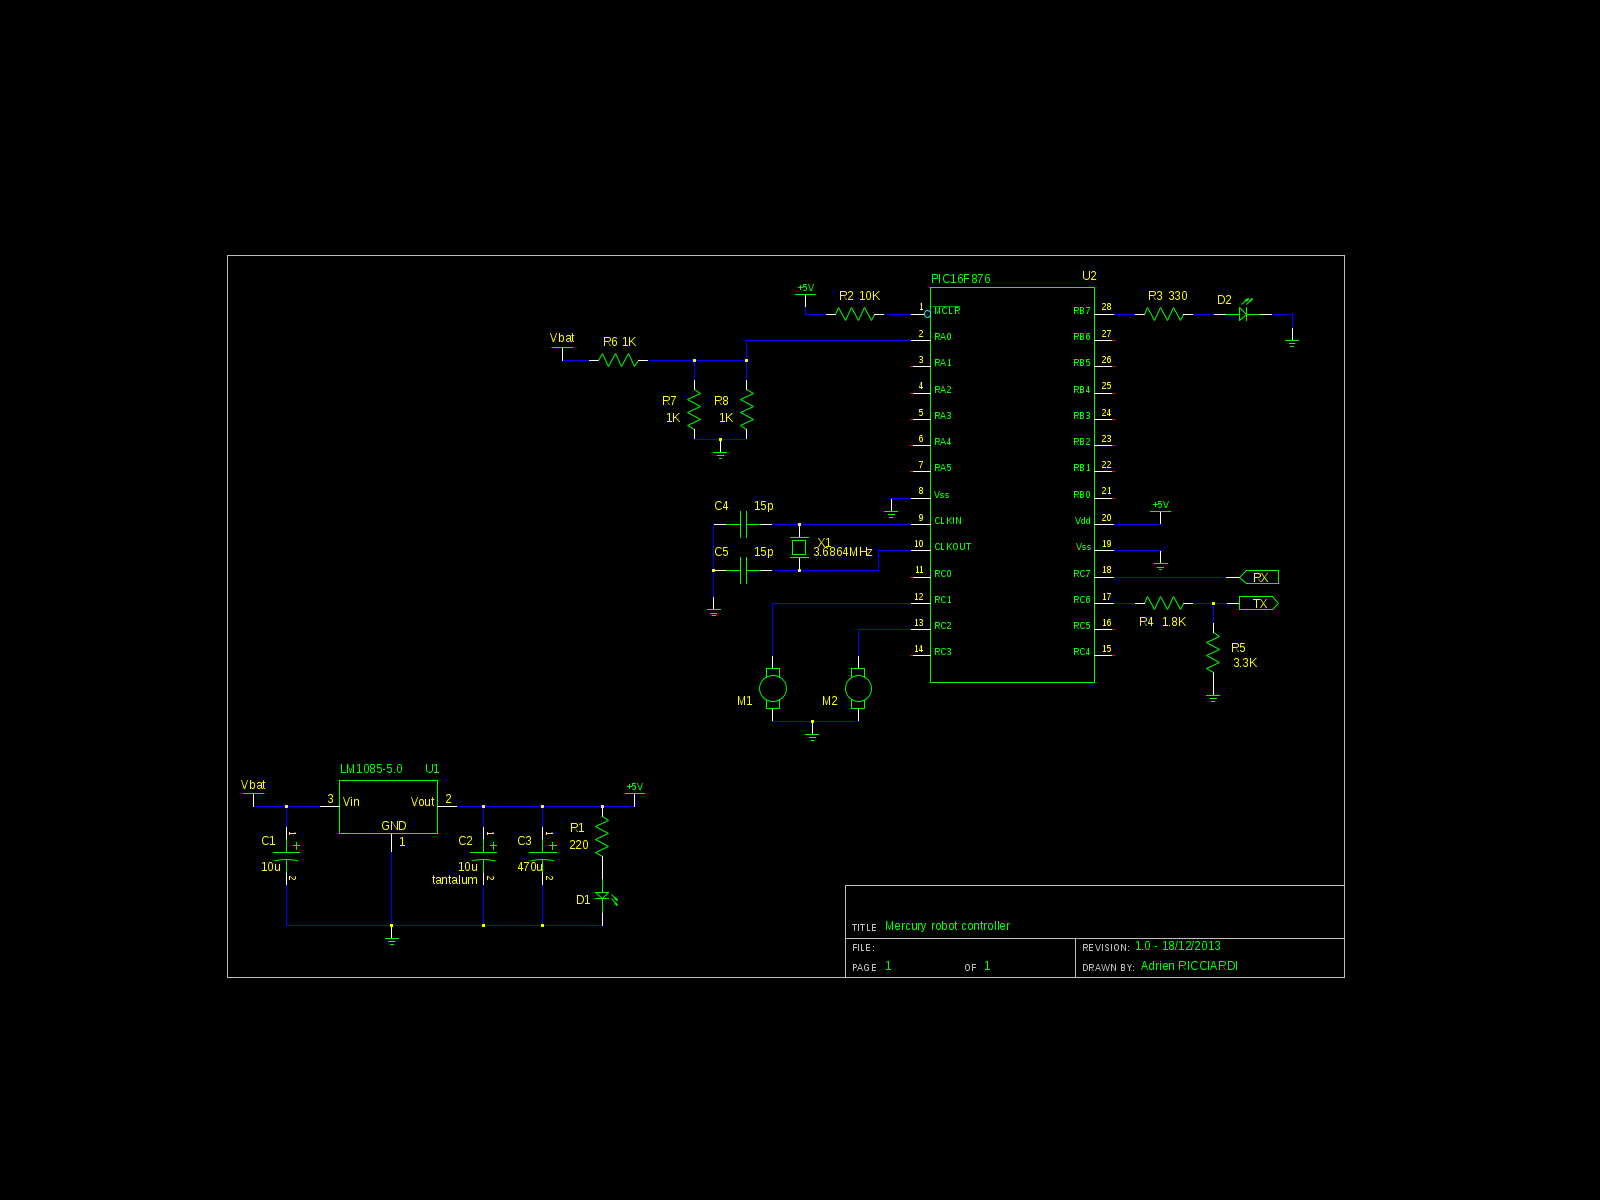 PIC16F876 U2
+5V
R2 10K
1 MCLR
2 RA0
3 RA1
4 RA2
5 RA3
6 RA4
7 RA5
8 Vss
9 CLKIN
10 CLKOUT
11 RC0
12 RC1
13 RC2
14 RC3
RB7 28
RB6 27
RB5 26
RB4 25
RB3 24
RB2 23
RB1 22
RB0 21
Vdd 20
Vss 19
RC7 18
RC6 17
RC5 16
RC4 15
R3 330
D2
+5V
RX
TX
R4 1.8K
R5
3.3K
Vbat
R6 1K
R7
1K
R8
1K
C4 15p
C5 15p
X1
3.6864MHz
M1
M2
LM1085-5.0 U1
Vbat
3 Vin
Vout 2
GND
1
+5V
C1
10u
1
+
2
C2
10u
tantalum
1
+
2
C3
470u
1
+
2
R1
220
D1
TITLE Mercury robot controller
FILE:
REVISION: 1.0 - 18/12/2013
PAGE 1 OF 1
DRAWN BY: Adrien RICCIARDI